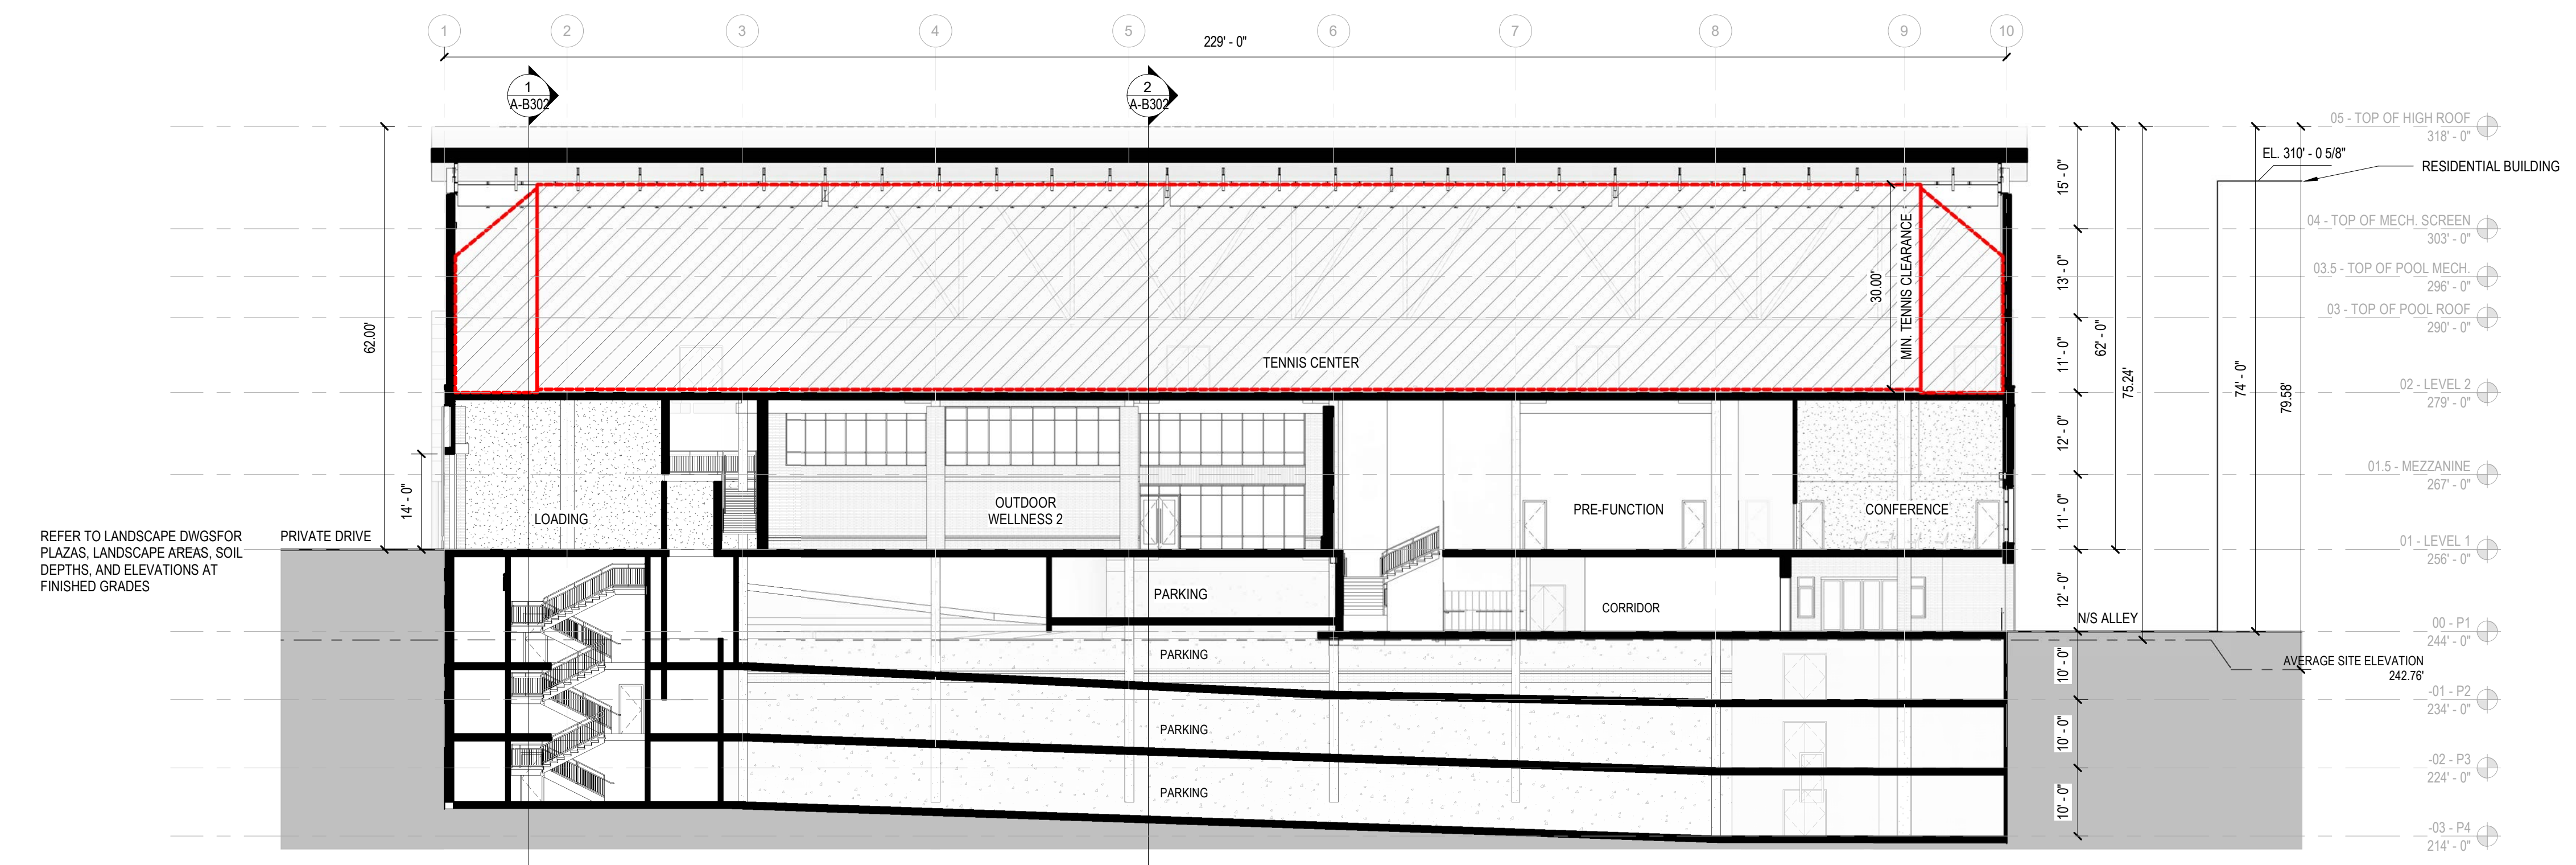 1
2
3
4
5
6
7
8
9
10
229' - 0"
1
A-B302
2
A-B302
05 - TOP OF HIGH ROOF
318' - 0"
EL. 310' - 0 5/8"
RESIDENTIAL BUILDING
04 - TOP OF MECH. SCREEN
303' - 0"
03.5 - TOP OF POOL MECH.
296' - 0"
03 - TOP OF POOL ROOF
290' - 0"
02 - LEVEL 2
279' - 0"
01.5 - MEZZANINE
267' - 0"
01 - LEVEL 1
256' - 0"
00 - P1
244' - 0"
-01 - P2
234' - 0"
-02 - P3
224' - 0"
-03 - P4
214' - 0"
15' - 0"
13' - 0"
11' - 0"
12' - 0"
11' - 0"
12' - 0"
10' - 0"
10' - 0"
10' - 0"
62' - 0"
75.24'
74' - 0"
79.58'
62.00'
14' - 0"
30.00'
MIN. TENNIS CLEARANCE
TENNIS CENTER
LOADING
OUTDOOR
WELLNESS 2
PRE-FUNCTION
CONFERENCE
REFER TO LANDSCAPE DWGSFOR
PLAZAS, LANDSCAPE AREAS, SOIL
DEPTHS, AND ELEVATIONS AT
FINISHED GRADES
PRIVATE DRIVE
PARKING
CORRIDOR
N/S ALLEY
PARKING
AVERAGE SITE ELEVATION
242.76'
PARKING
PARKING